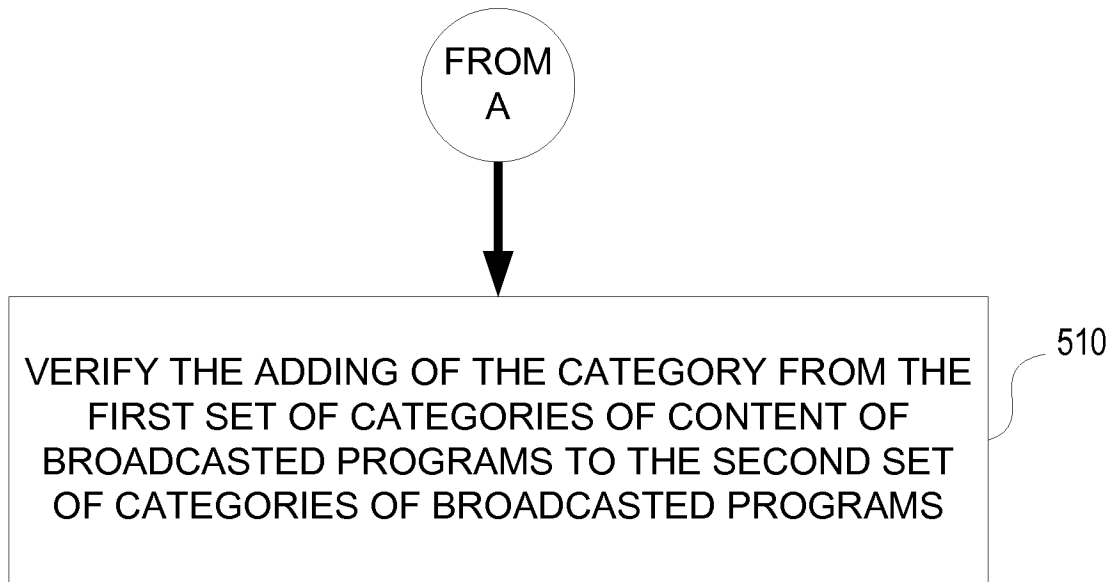 FROM
A
VERIFY THE ADDING OF THE CATEGORY FROM THE
FIRST SET OF CATEGORIES OF CONTENT OF
BROADCASTED PROGRAMS TO THE SECOND SET
OF CATEGORIES OF BROADCASTED PROGRAMS
510